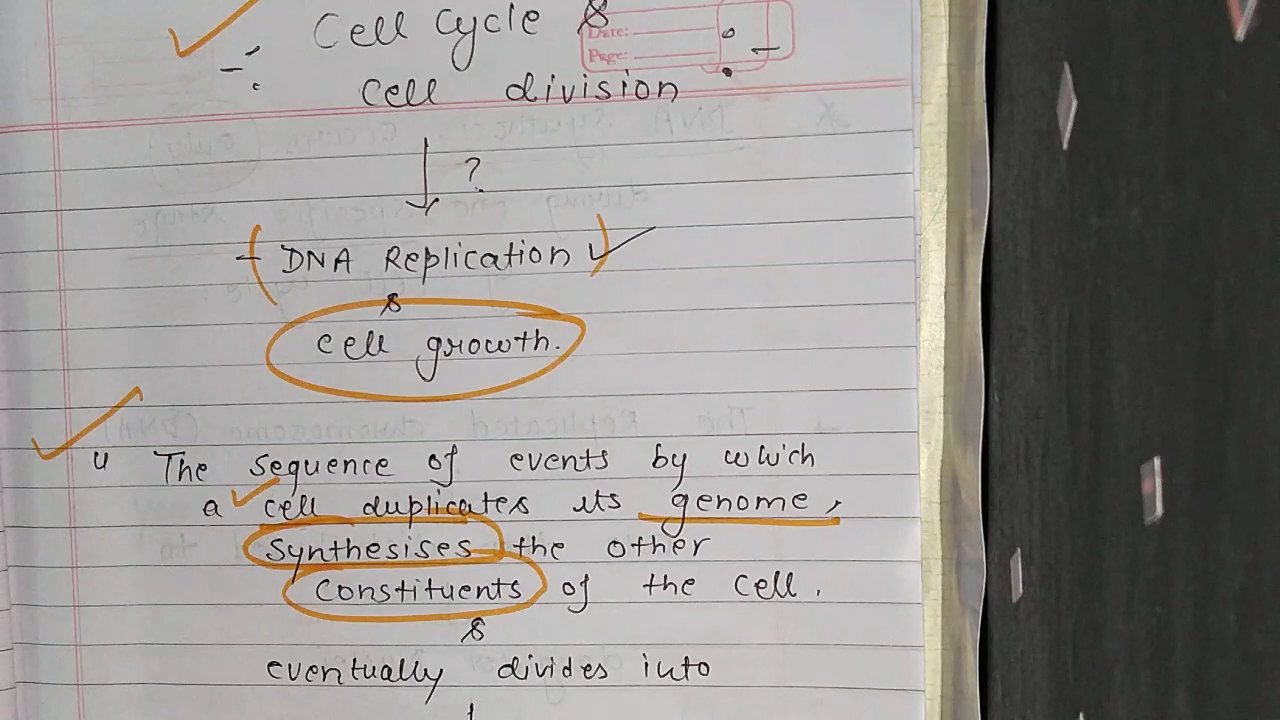 Cell Cycle &
Date:
Page:
-: Cell division :-
?
(DNA Replication)
&
Cell growth.
" The sequence of events by which
a cell duplicates its genome,
Synthesises the other
Constituents of the cell,
&
eventually divides into